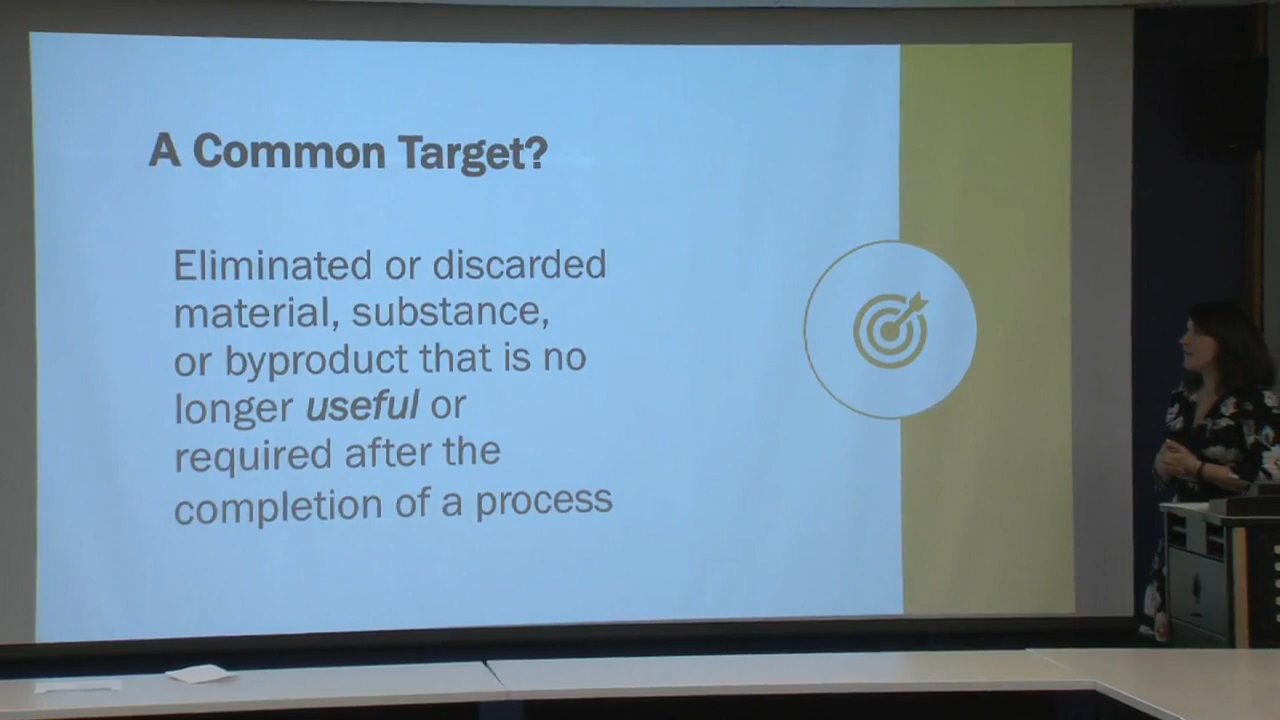 A Common Target?
Eliminated or discarded
material, substance,
or byproduct that is no
longer useful or
required after the
completion of a process